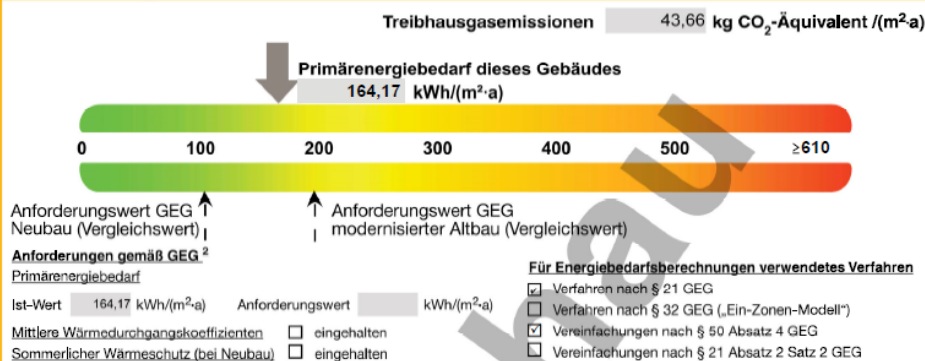 Treibhausgasemissionen 43,66 kg CO₂-Äquivalent /(m²·a)
Primärenergiebedarf dieses Gebäudes
164,17 kWh/(m²·a)
0 100 200 300 400 500 ≥610
Anforderungswert GEG
Neubau (Vergleichswert)
Anforderungswert GEG
modernisierter Altbau (Vergleichswert)
Anforderungen gemäß GEG ²
Primärenergiebedarf
Ist–Wert 164,17 kWh/(m²·a) Anforderungswert kWh/(m²·a)
Mittlere Wärmedurchgangskoeffizienten ☐ eingehalten
Sommerlicher Wärmeschutz (bei Neubau) ☐ eingehalten
Für Energiebedarfsberechnungen verwendetes Verfahren
☑ Verfahren nach § 21 GEG
☐ Verfahren nach § 32 GEG („Ein-Zonen-Modell“)
☑ Vereinfachungen nach § 50 Absatz 4 GEG
☐ Vereinfachungen nach § 21 Absatz 2 Satz 2 GEG
hau